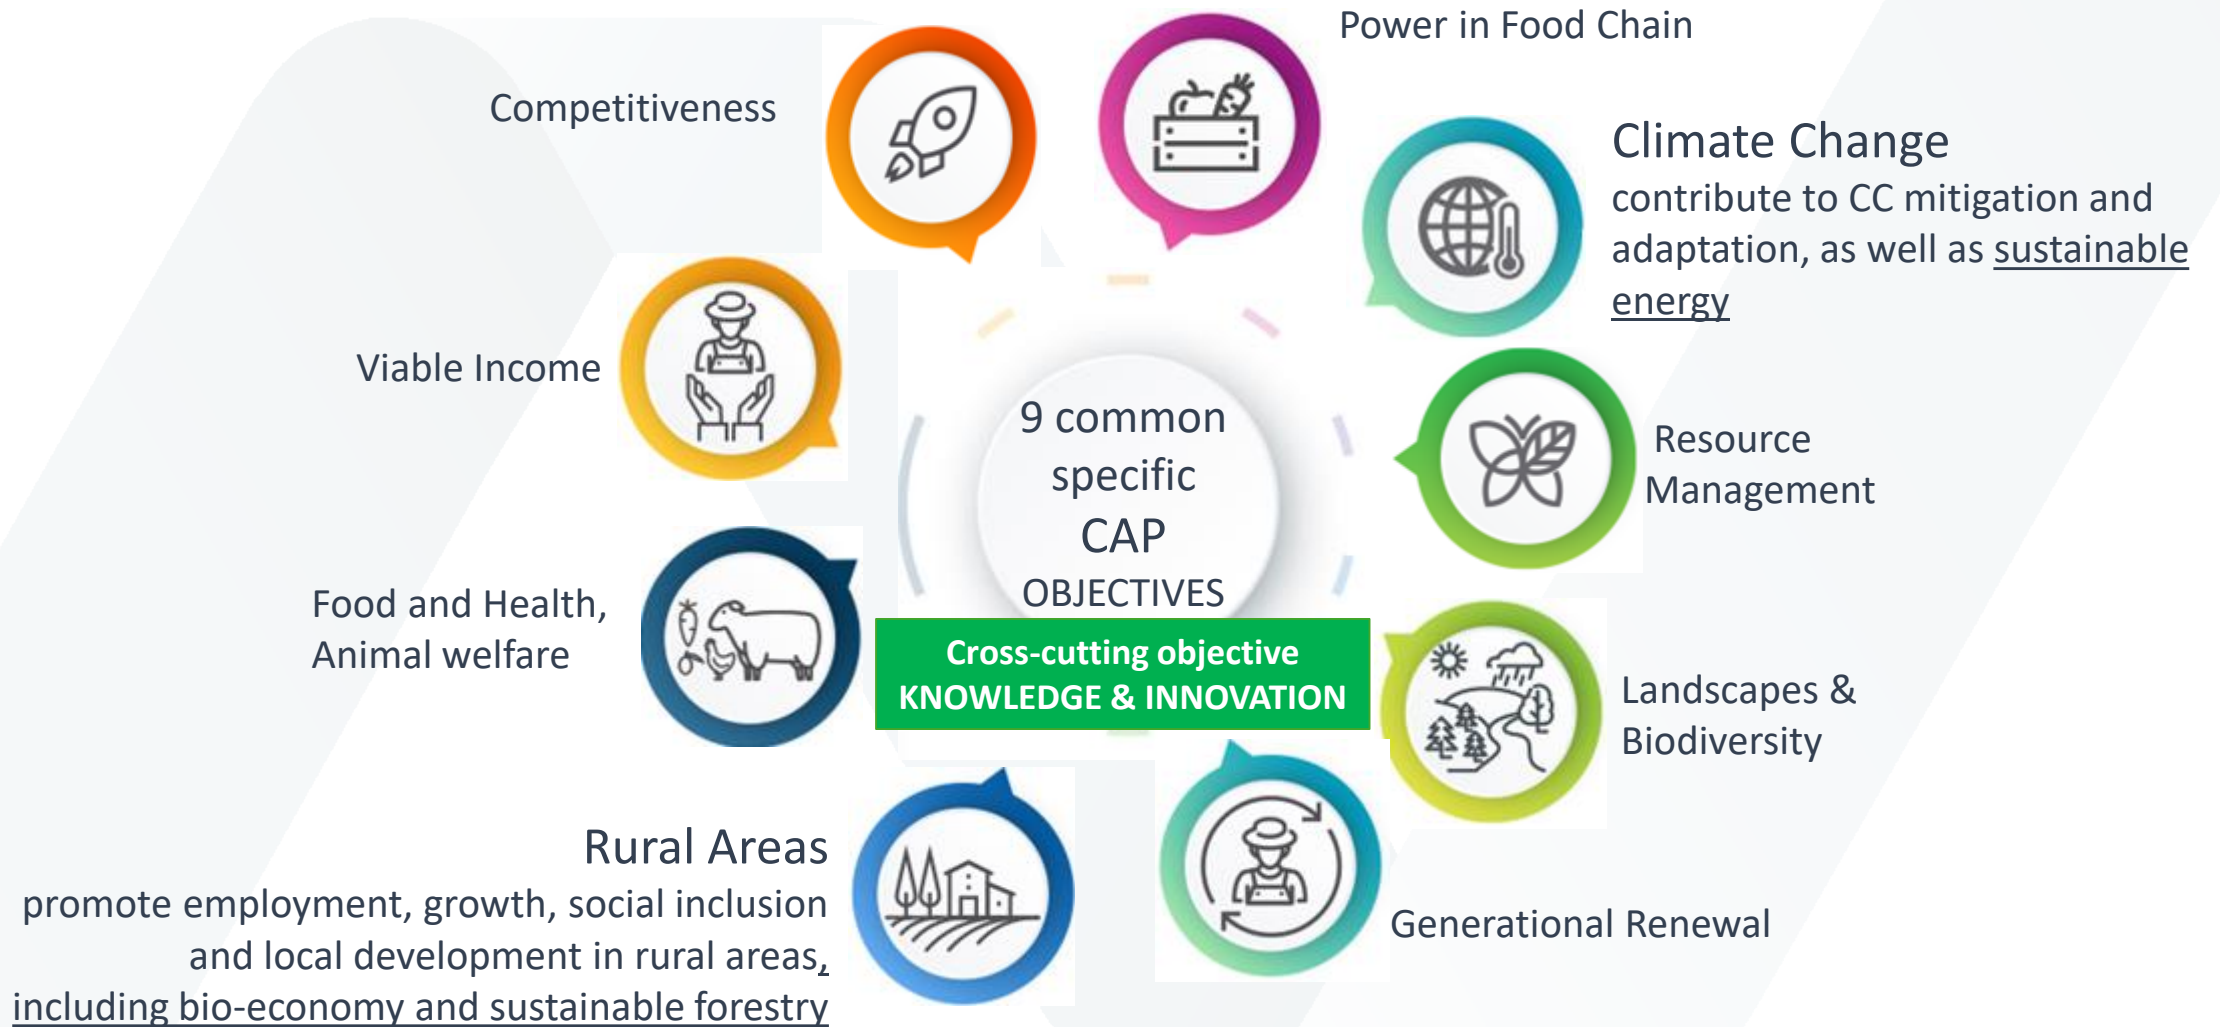 Power in Food Chain
Competitiveness
Climate Change
contribute to CC mitigation and
adaptation, as well as sustainable
energy
Viable Income
9 common
specific
CAP
OBJECTIVES
Resource
Management
Food and Health,
Animal welfare
Cross-cutting objective
KNOWLEDGE & INNOVATION
Landscapes &
Biodiversity
Rural Areas
promote employment, growth, social inclusion
and local development in rural areas,
including bio-economy and sustainable forestry
Generational Renewal